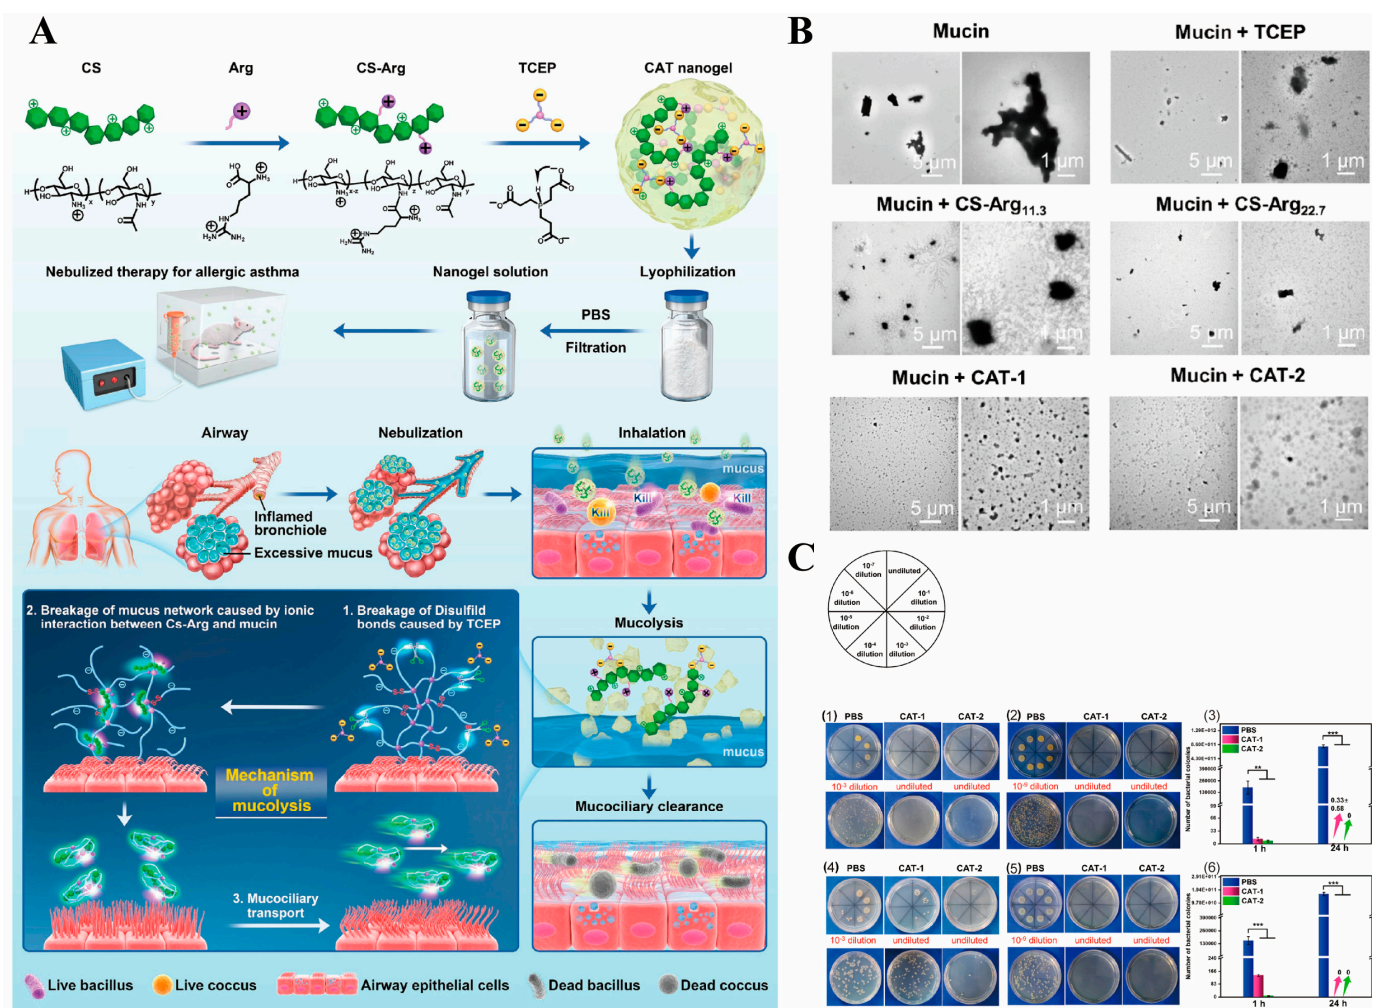 A
CS
Arg
CS-Arg
TCEP
CAT nanogel
Nebulized therapy for allergic asthma
Nanogel solution
Lyophilization
PBS
Filtration
Airway
Nebulization
Inhalation
mucus
Kill
Kill
Kill
Inflamed
bronchiole
Excessive mucus
2. Breakage of mucus network caused by ionic
interaction between Cs-Arg and mucin
1. Breakage of Disulfild
bonds caused by TCEP
Mucolysis
mucus
Mechanism
of
mucolysis
Mucociliary clearance
3. Mucociliary
transport
Live bacillus
Live coccus
Airway epithelial cells
Dead bacillus
Dead coccus
B
Mucin
Mucin + TCEP
5 µm
1 µm
5 µm
1 µm
Mucin + CS-Arg11.3
Mucin + CS-Arg22.7
5 µm
1 µm
5 µm
1 µm
Mucin + CAT-1
Mucin + CAT-2
5 µm
1 µm
5 µm
1 µm
C
10-7
dilution
undiluted
10-6
dilution
10-1
dilution
10-5
dilution
10-2
dilution
10-4
dilution
10-3
dilution
(1) PBS CAT-1 CAT-2
10-3 dilution undiluted undiluted
(2) PBS CAT-1 CAT-2
10-9 dilution undiluted undiluted
(3)
PBS
CAT-1
CAT-2
Number of bacterial colonies
**
***
0.33±
0.58
0
1 h
24 h
(4) PBS CAT-1 CAT-2
10-3 dilution undiluted undiluted
(5) PBS CAT-1 CAT-2
10-9 dilution undiluted undiluted
(6)
PBS
CAT-1
CAT-2
Number of bacterial colonies
***
***
0 0
1 h
24 h